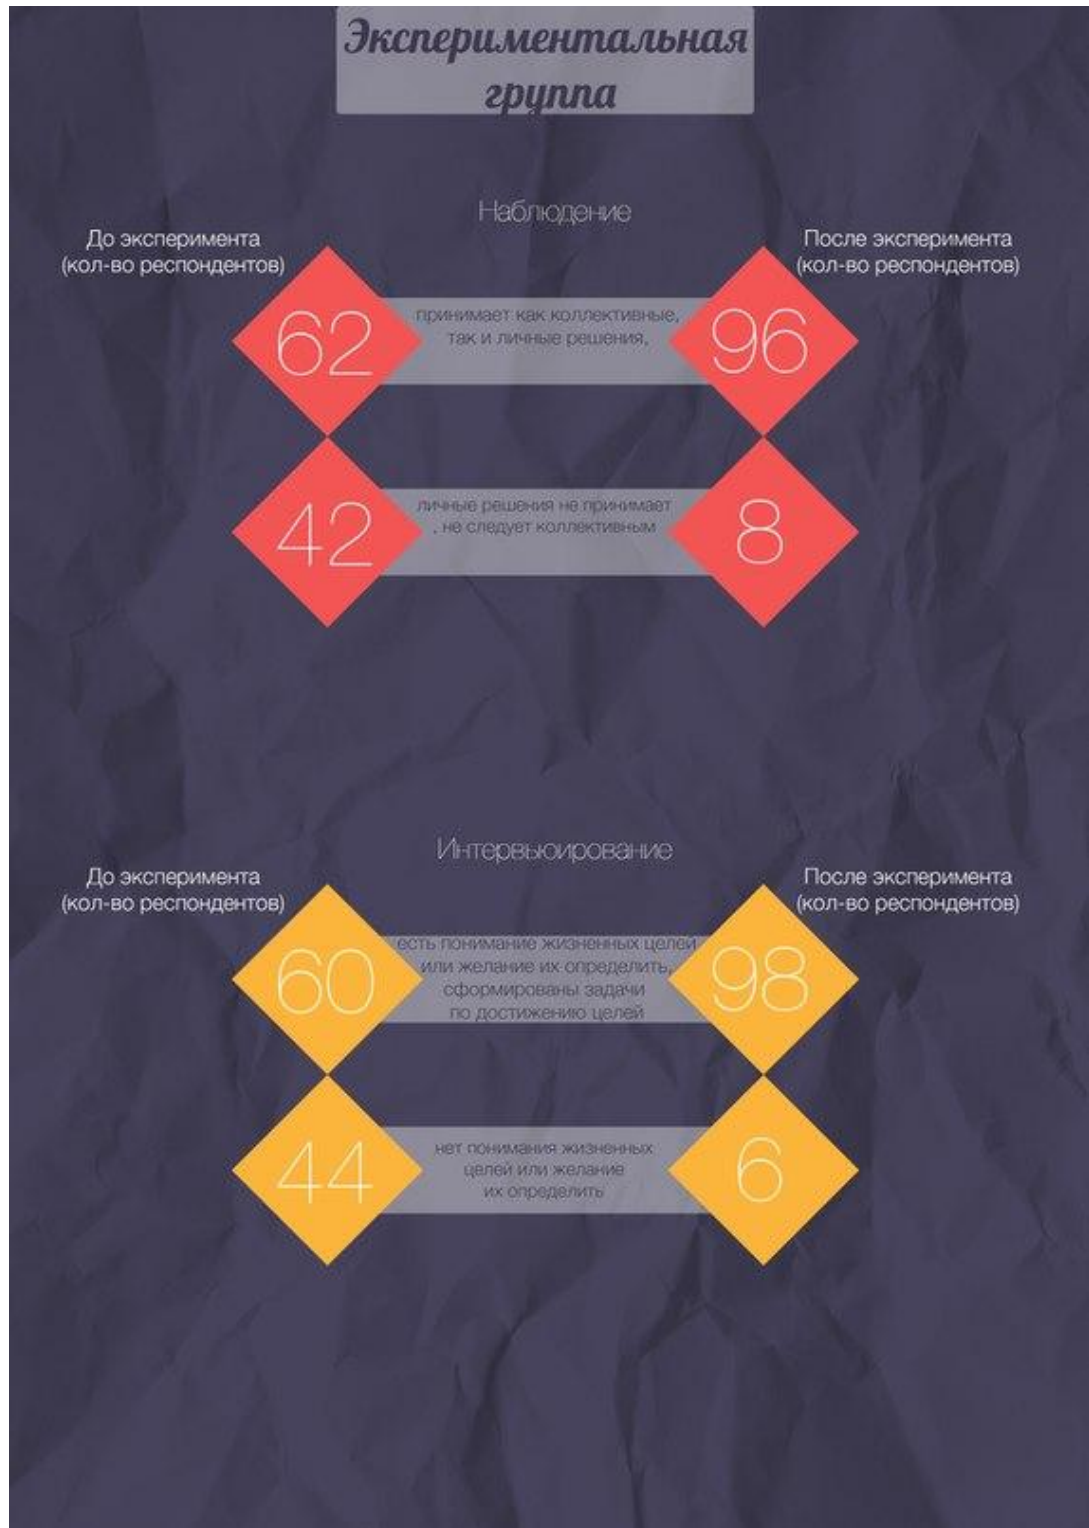 Экспериментальная
группа
Наблюдение
До эксперимента
(кол-во респондентов)
После эксперимента
(кол-во респондентов)
62
принимает как коллективные,
так и личные решения,
96
42
личные решения не принимает
, не следует коллективным
8
Интервьюирование
До эксперимента
(кол-во респондентов)
После эксперимента
(кол-во респондентов)
60
есть понимание жизненных целей
или желание их определить,
сформированы задачи
по достижению целей
98
44
нет понимания жизненных
целей или желание
их определить
6